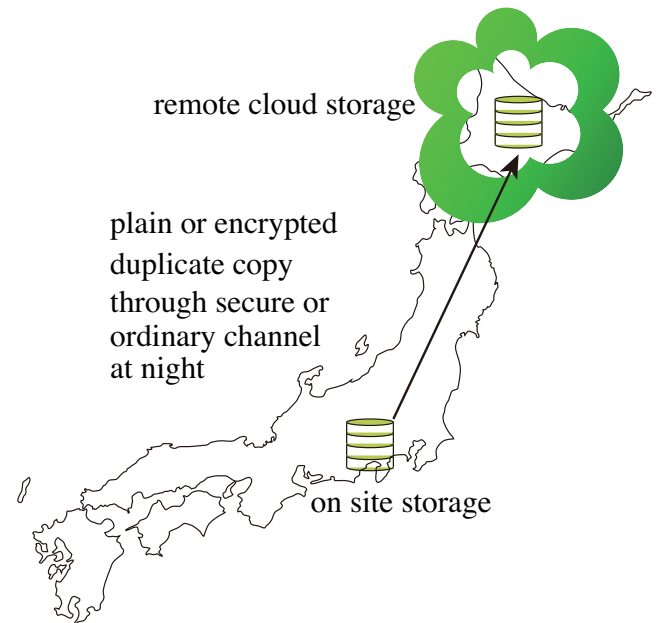 remote cloud storage
plain or encrypted
duplicate copy
through secure or
ordinary channel
at night
on site storage